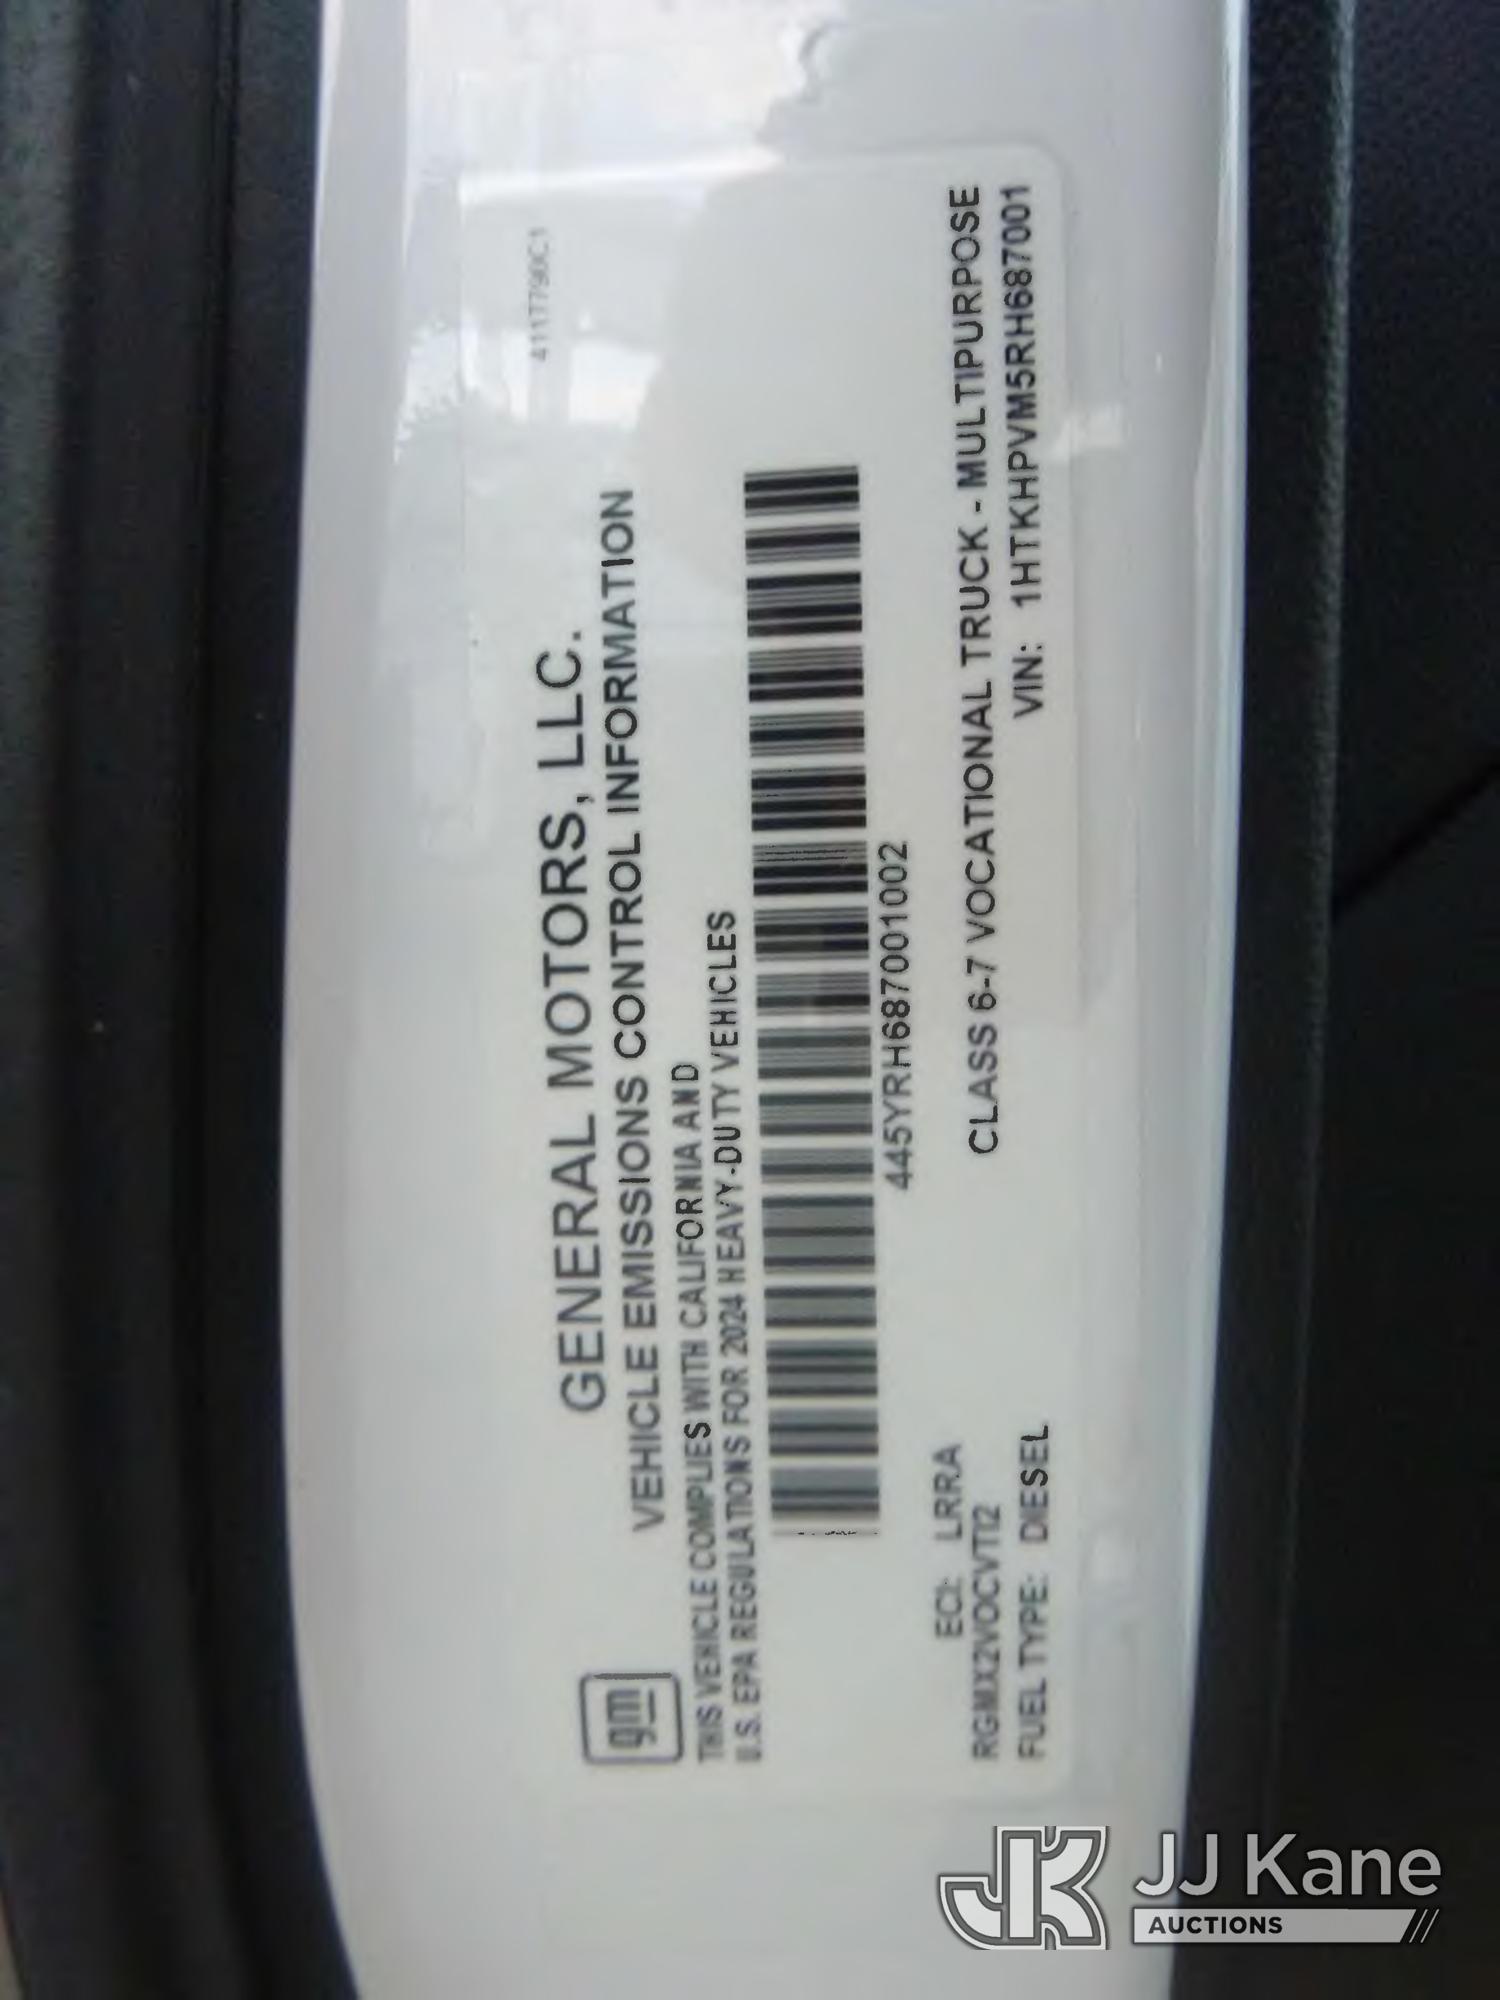 4117790C1
GENERAL MOTORS, LLC.
VEHICLE EMISSIONS CONTROL INFORMATION
gm
THIS VEHICLE COMPLIES WITH CALIFORNIA AND
U.S. EPA REGULATIONS FOR 2024 HEAVY-DUTY VEHICLES
445YRH687001002
ECI: LRRA
RGMX2VOCVTI2
FUEL TYPE: DIESEL
CLASS 6-7 VOCATIONAL TRUCK - MULTIPURPOSE
VIN: 1HTKHPVM5RH687001
JK JJ Kane
AUCTIONS